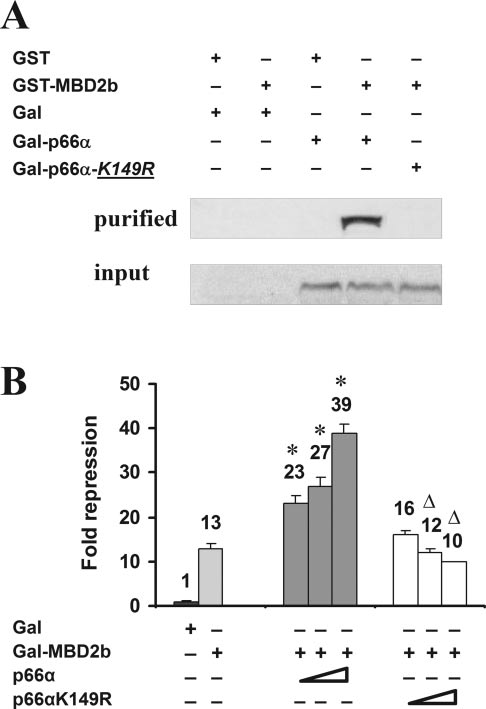 A
GST + – + – –
GST-MBD2b – + – + +
Gal + + – – –
Gal-p66α – – + + –
Gal-p66α-K149R – – – – +
purified
input
B
Fold repression
50
40
30
20
10
0
1
13
* 23
* 27
* 39
16
Δ 12
Δ 10
Gal + – – – – – – –
Gal-MBD2b – + + + + + + +
p66α – – – – –
p66αK149R – – – – –